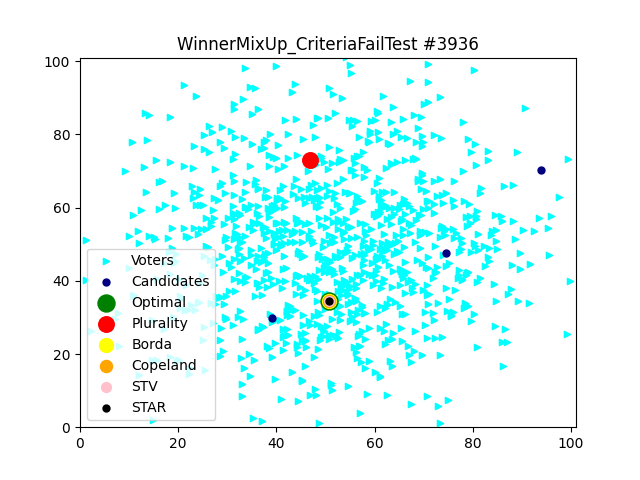 WinnerMixUp_CriteriaFailTest #3936
100
80
60
40
20
0
Voters
Candidates
Optimal
Plurality
Borda
Copeland
STV
STAR
0 20 40 60 80 100